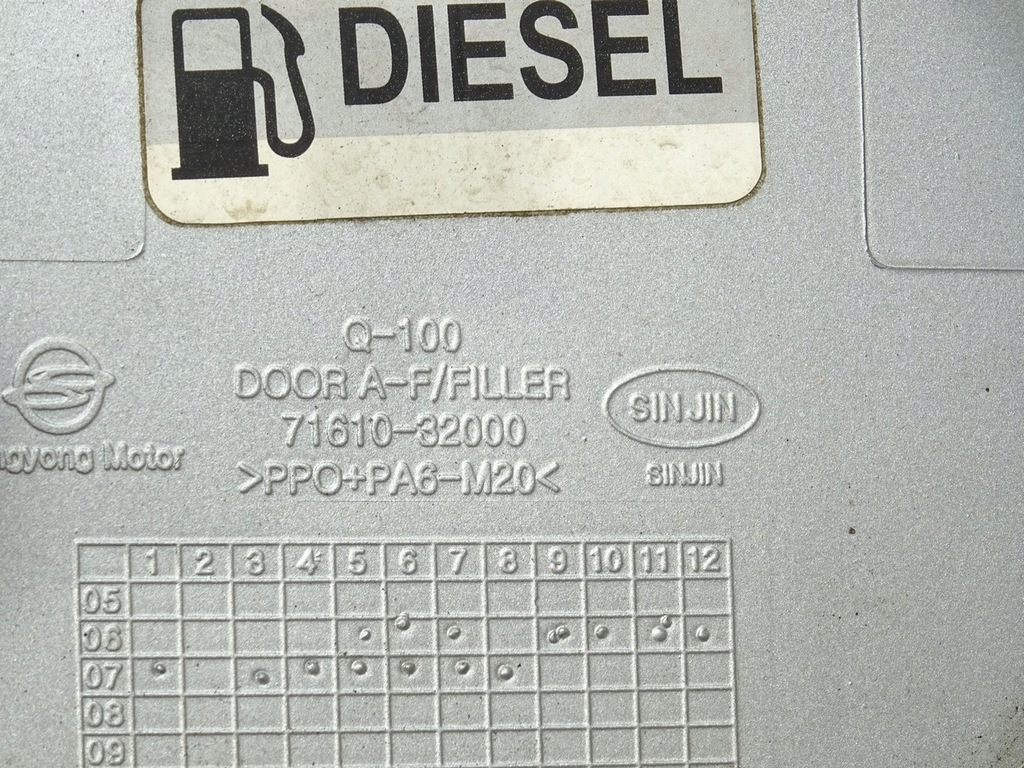 DIESEL
Q-100
DOOR A-F/FILLER
71610-32000
>PPO+PA6-M20<
Motor
SINJIN
SINJIN
1 2 3 4 5 6 7 8 9 10 11 12
05
06
07
08
09